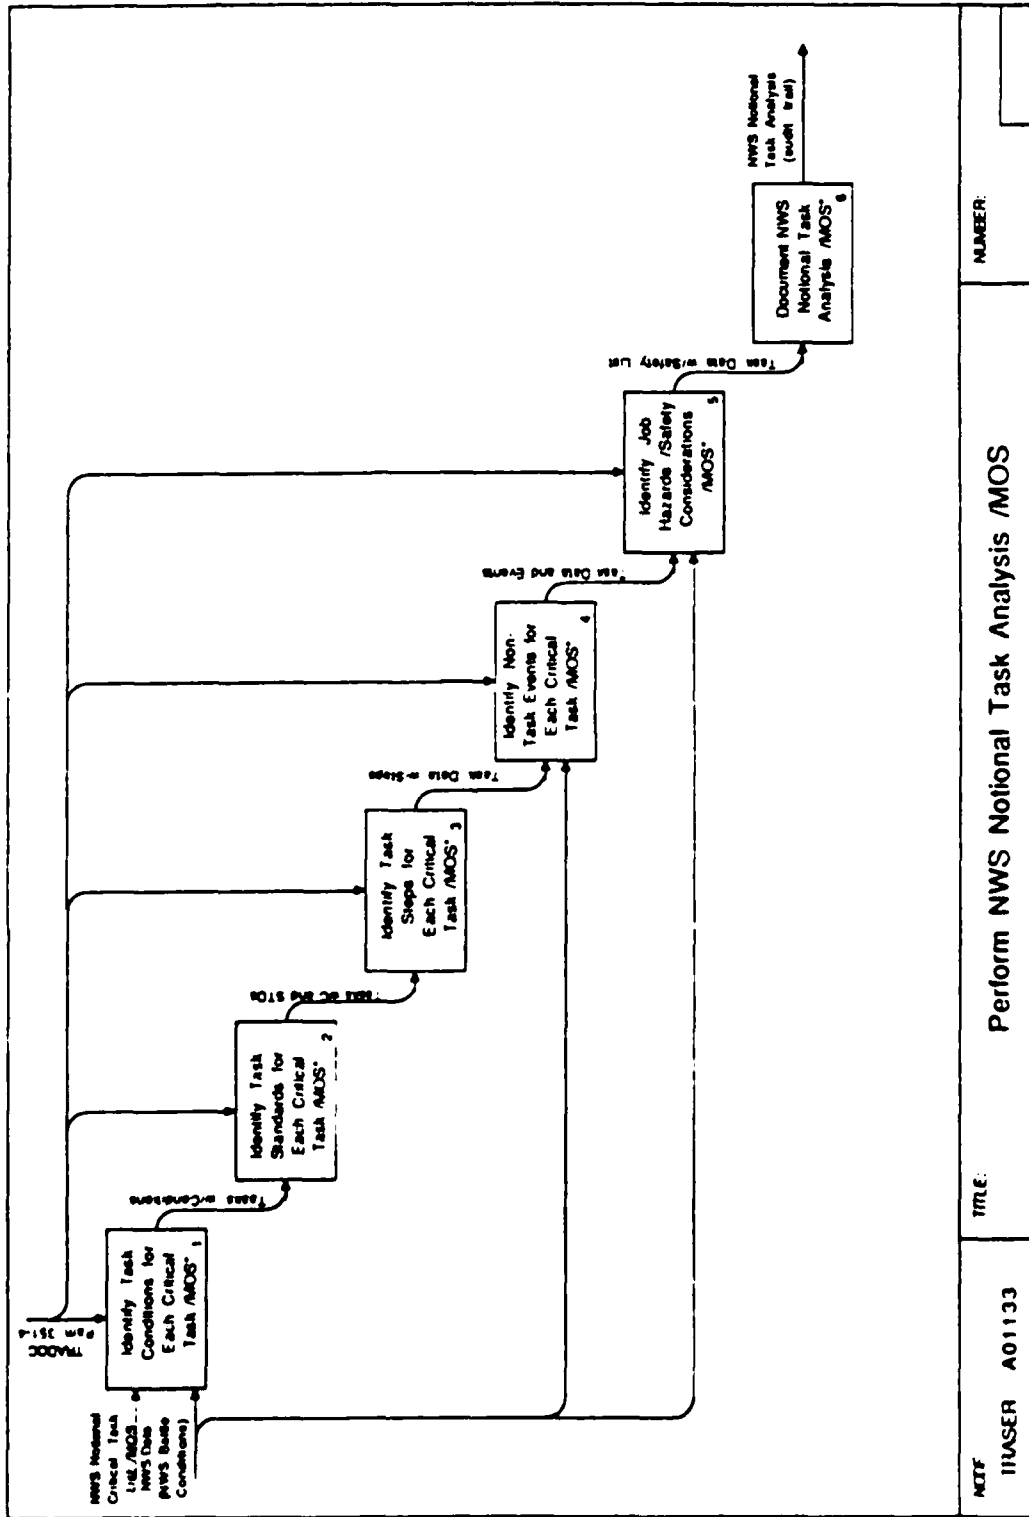 TRADOC
Pam 351-4
NWS Notional
Critical Task
List /MOS
NWS Data
(NWS Battle
Conditions)
Identify Task
Conditions for
Each Critical
Task /MOS*
1
Tasks w/Conditions
Identify Task
Standards for
Each Critical
Task /MOS*
2
Tasks w/C and STDs
Identify Task
Steps for
Each Critical
Task /MOS*
3
Task Data w-Steps
Identify Non-
Task Events for
Each Critical
Task /MOS*
4
Task Data and Events
Identify Job
Hazards /Safety
Considerations
/MOS*
5
Task Data w/Safety List
Document NWS
Notional Task
Analysis /MOS*
6
NWS Notional
Task Analysis
(audit trail)
NODE
TRASER A01133
TITLE:
Perform NWS Notional Task Analysis /MOS
NUMBER: